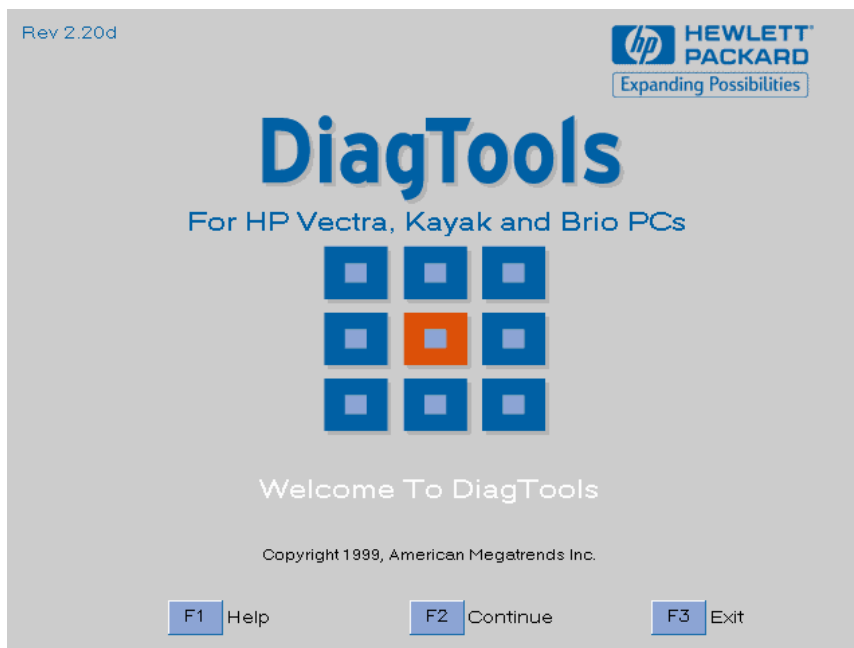 Rev 2.20d
hp HEWLETT
PACKARD
Expanding Possibilities
DiagTools
For HP Vectra, Kayak and Brio PCs
Welcome To DiagTools
Copyright 1999, American Megatrends Inc.
F1 Help F2 Continue F3 Exit